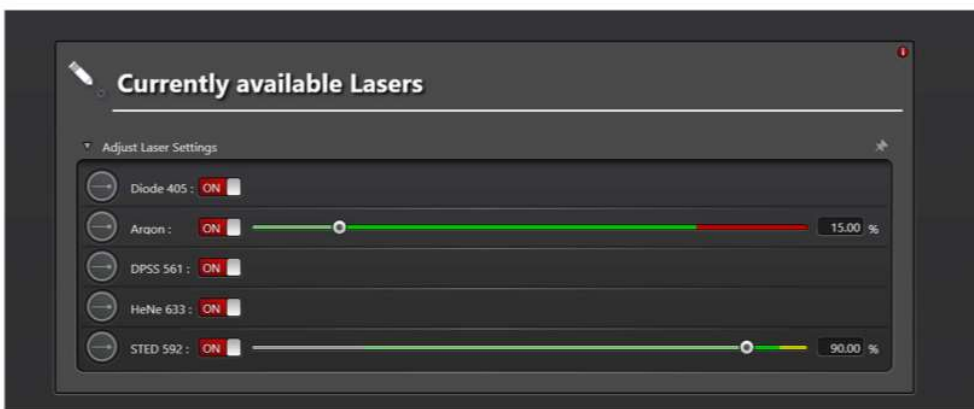 Currently available Lasers
Adjust Laser Settings
Diode 405 : ON
Argon : ON 15.00 %
DPSS 561 : ON
HeNe 633 : ON
STED 592 : ON 90.00 %